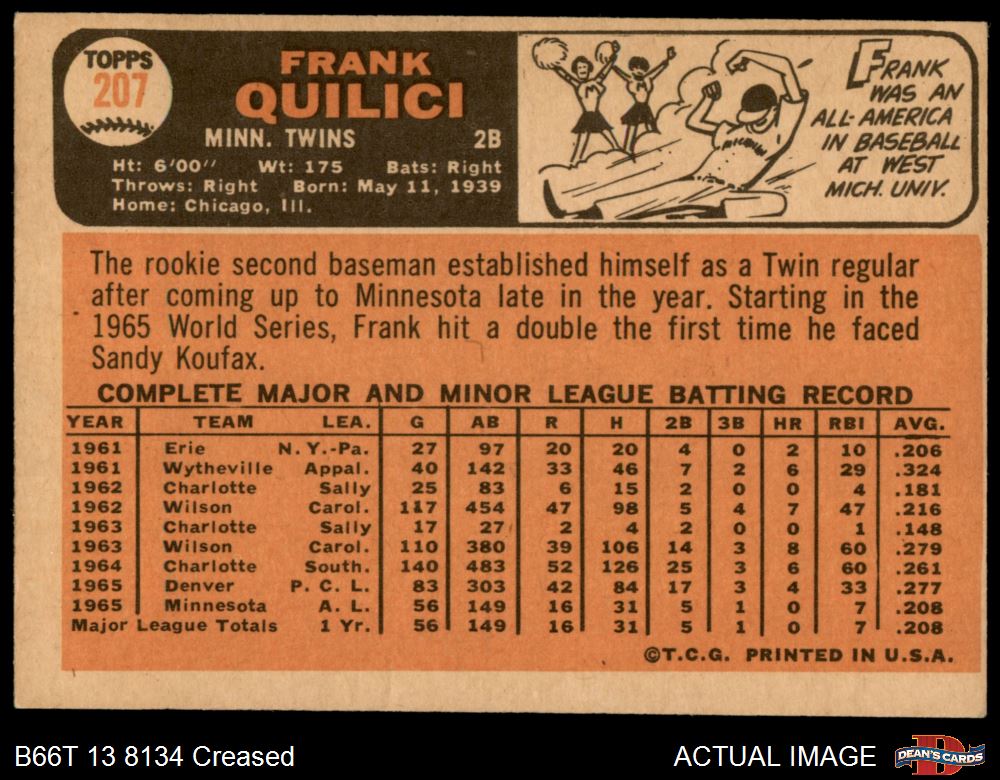 TOPPS
207
FRANK
QUILICI
MINN. TWINS 2B
Ht: 6'00" Wt: 175 Bats: Right
Throws: Right Born: May 11, 1939
Home: Chicago, Ill.
M
M
MICHIGAN
FRANK
WAS AN
ALL-AMERICA
IN BASEBALL
AT WEST
MICH. UNIV.
The rookie second baseman established himself as a Twin regular
after coming up to Minnesota late in the year. Starting in the
1965 World Series, Frank hit a double the first time he faced
Sandy Koufax.
COMPLETE MAJOR AND MINOR LEAGUE BATTING RECORD
YEAR TEAM LEA. G AB R H 2B 3B HR RBI AVG.
1961 Erie N. Y.-Pa. 27 97 20 20 4 0 2 10 .206
1961 Wytheville Appal. 40 142 33 46 7 2 6 29 .324
1962 Charlotte Sally 25 83 6 15 2 0 0 4 .181
1962 Wilson Carol. 117 454 47 98 5 4 7 47 .216
1963 Charlotte Sally 17 27 2 4 2 0 0 1 .148
1963 Wilson Carol. 110 380 39 106 14 3 8 60 .279
1964 Charlotte South. 140 483 52 126 25 3 6 60 .261
1965 Denver P. C. L. 83 303 42 84 17 3 4 33 .277
1965 Minnesota A. L. 56 149 16 31 5 1 0 7 .208
Major League Totals 1 Yr. 56 149 16 31 5 1 0 7 .208
©T.C.G. PRINTED IN U.S.A.
B66T 13 8134 Creased
ACTUAL IMAGE
DEAN'S CARDS